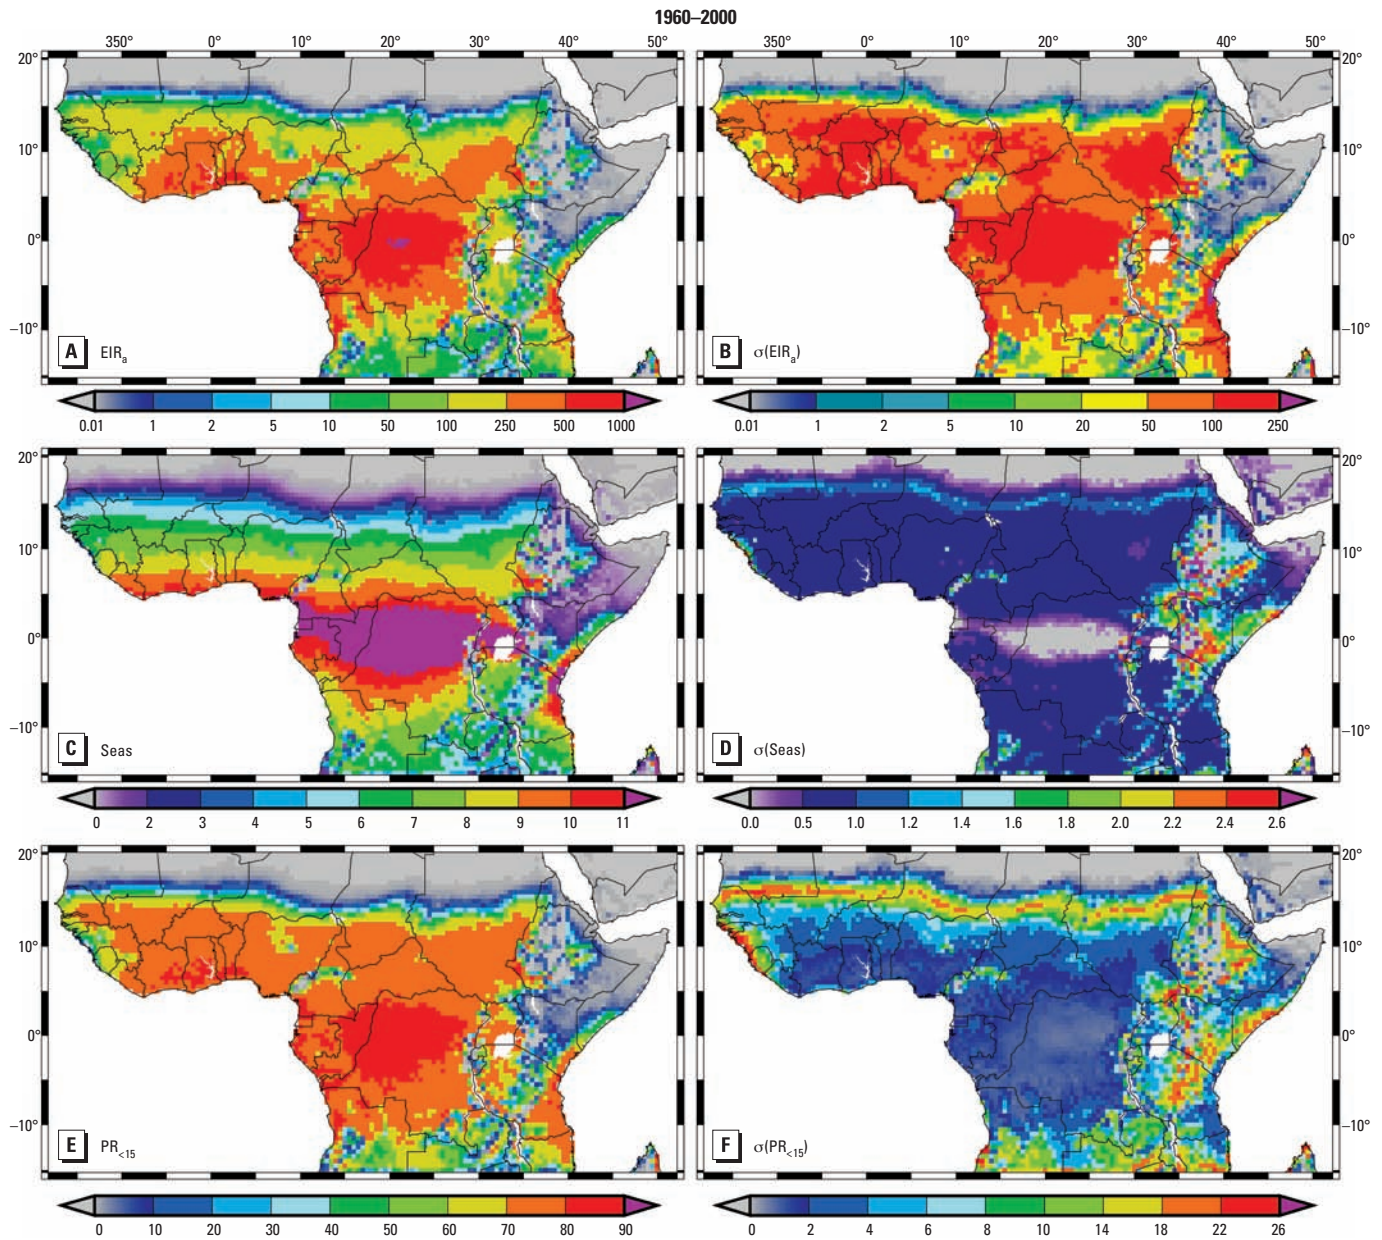 1960–2000
350° 0° 10° 20° 30° 40° 50° 350° 0° 10° 20° 30° 40° 50°
20° 20°
10° 10°
0° 0°
–10° –10°
A EIRa B σ(EIRa)
0.01 1 2 5 10 50 100 250 500 1000 0.01 1 2 5 10 20 50 100 250
20° 20°
10° 10°
0° 0°
–10° –10°
C Seas D σ(Seas)
0 2 3 4 5 6 7 8 9 10 11 0.0 0.5 1.0 1.2 1.4 1.6 1.8 2.0 2.2 2.4 2.6
20° 20°
10° 10°
0° 0°
–10° –10°
E PR<15 F σ(PR<15)
0 10 20 30 40 50 60 70 80 90 0 2 4 6 8 10 14 18 22 26